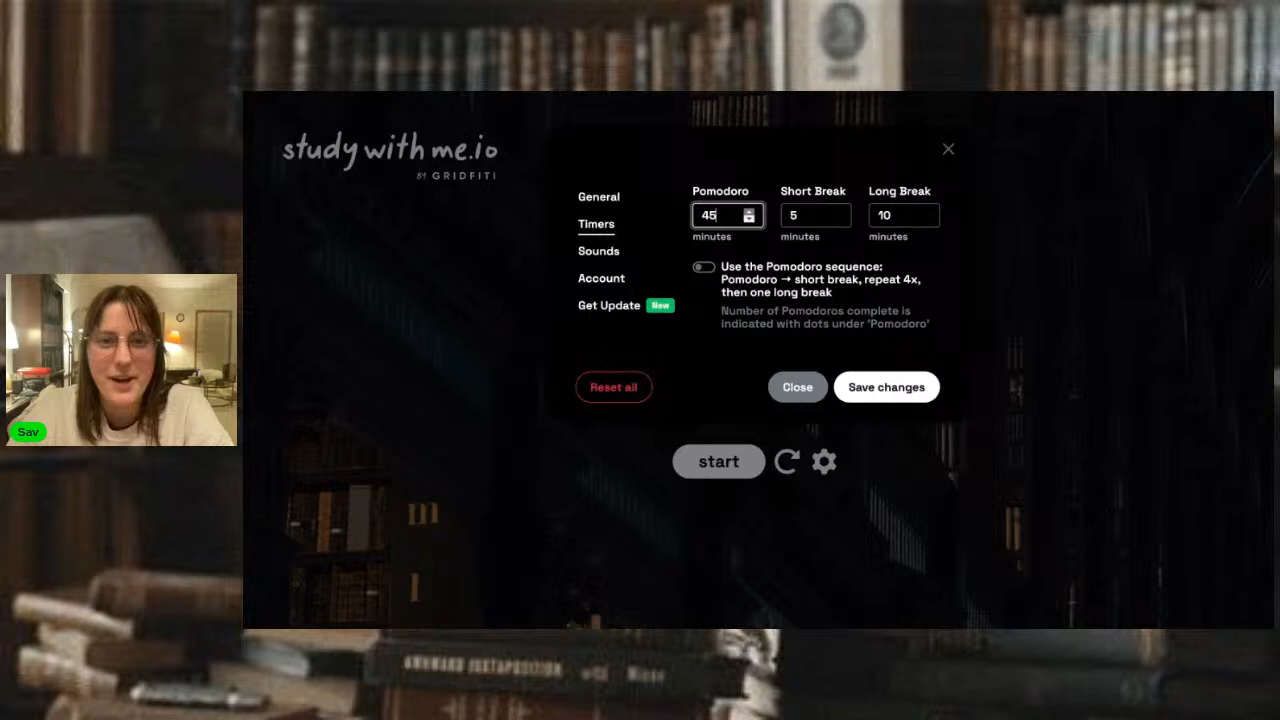 study with me.io
BY GRIDFITI
General
Timers
Sounds
Account
Get Update New
Pomodoro Short Break Long Break
45 5 10
minutes minutes minutes
Use the Pomodoro sequence:
Pomodoro → short break, repeat 4x,
then one long break
Number of Pomodoros complete is
indicated with dots under 'Pomodoro'
Reset all Close Save changes
start
Sav
m
l